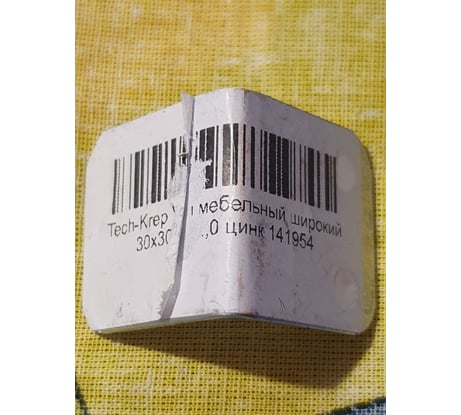 Tech-Krep мебельный широкий
30x30 ,0 цинк 141954